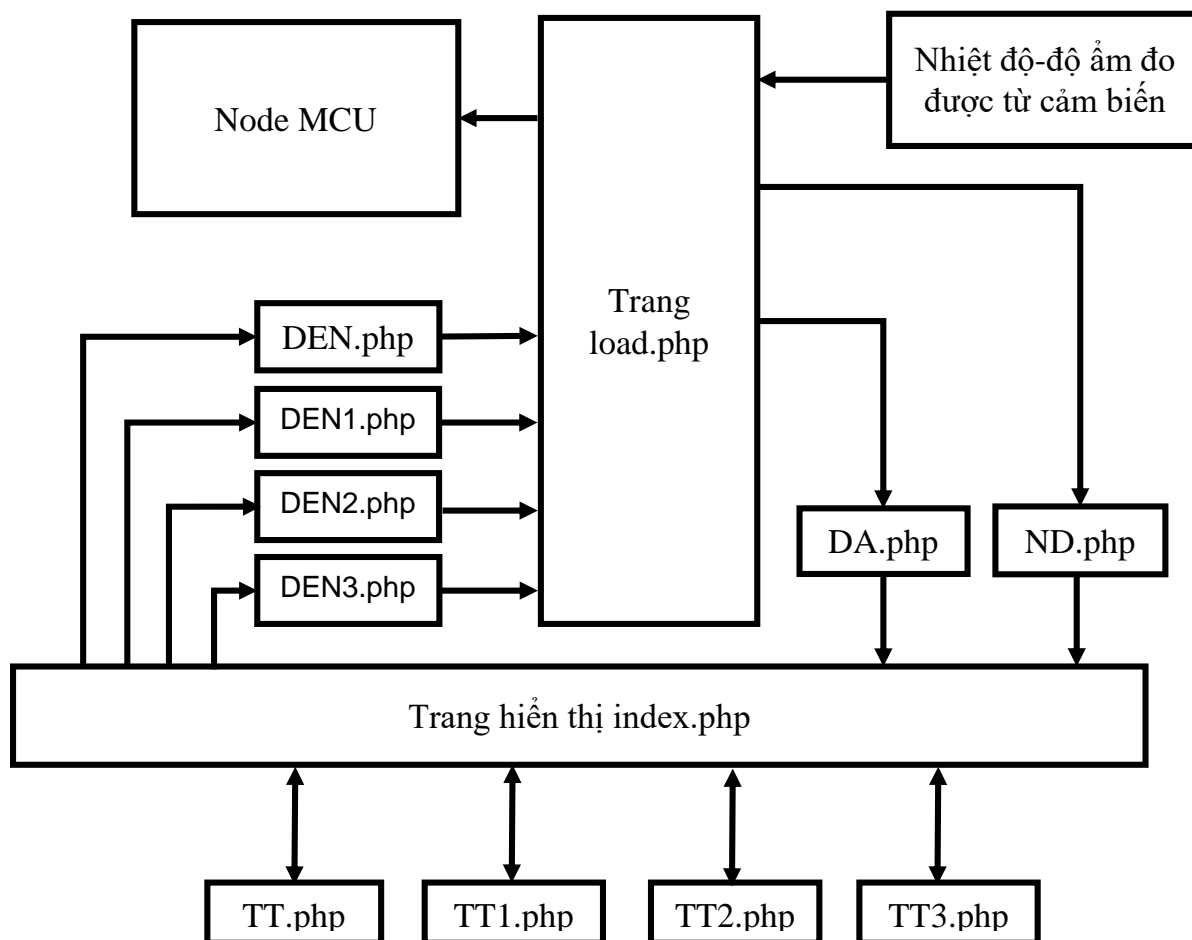 Node MCU
Nhiệt độ-độ ẩm đo
được từ cảm biến
Trang
load.php
DEN.php
DEN1.php
DEN2.php
DEN3.php
DA.php
ND.php
Trang hiển thị index.php
TT.php
TT1.php
TT2.php
TT3.php